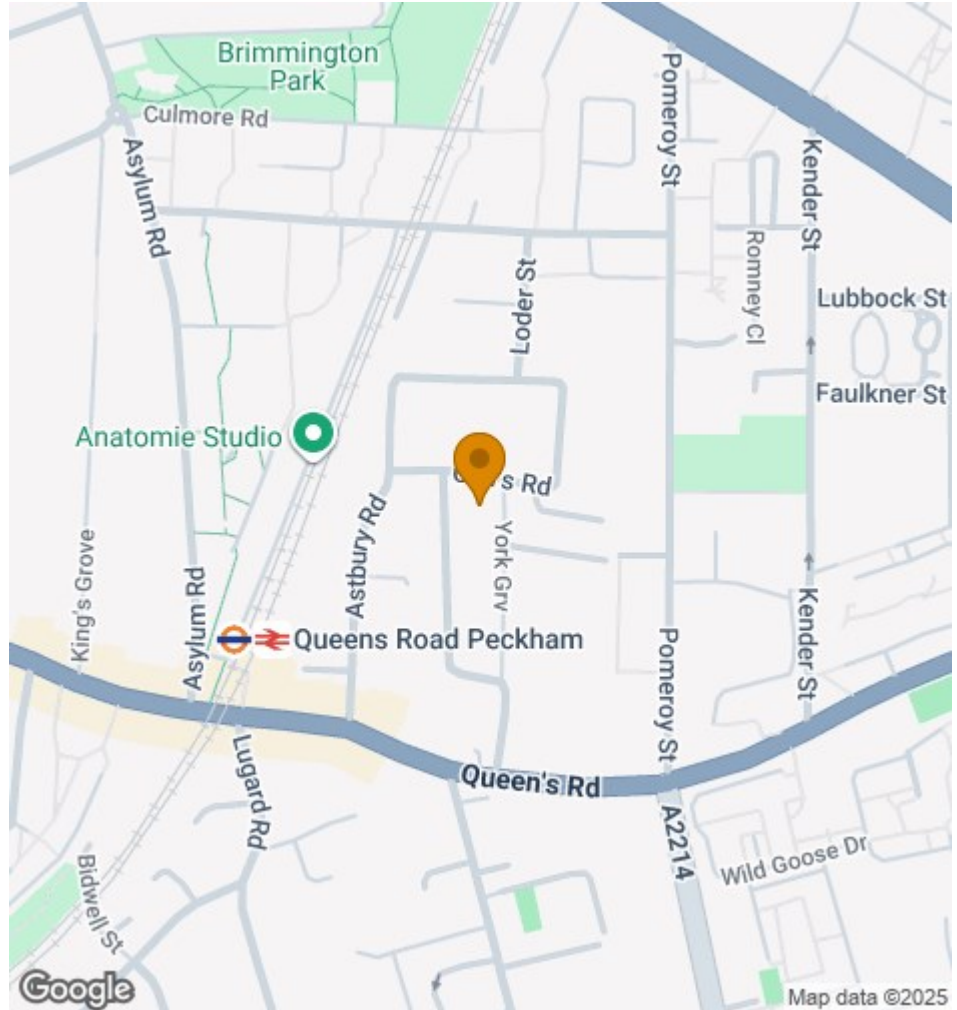 Brimmington
Park
Culmore Rd
Asylum Rd
Pomeroy St
Kender St
Romney Cl
Loder St
Lubbock St
Faulkner St
Anatomie Studio
Rd
King's Grove
Asylum Rd
Astbury Rd
York Grv
Queens Road Peckham
Pomeroy St
Kender St
Lugard Rd
Queen's Rd
A2214
Wild Goose Dr
Bidwell St
Google
Map data ©2025